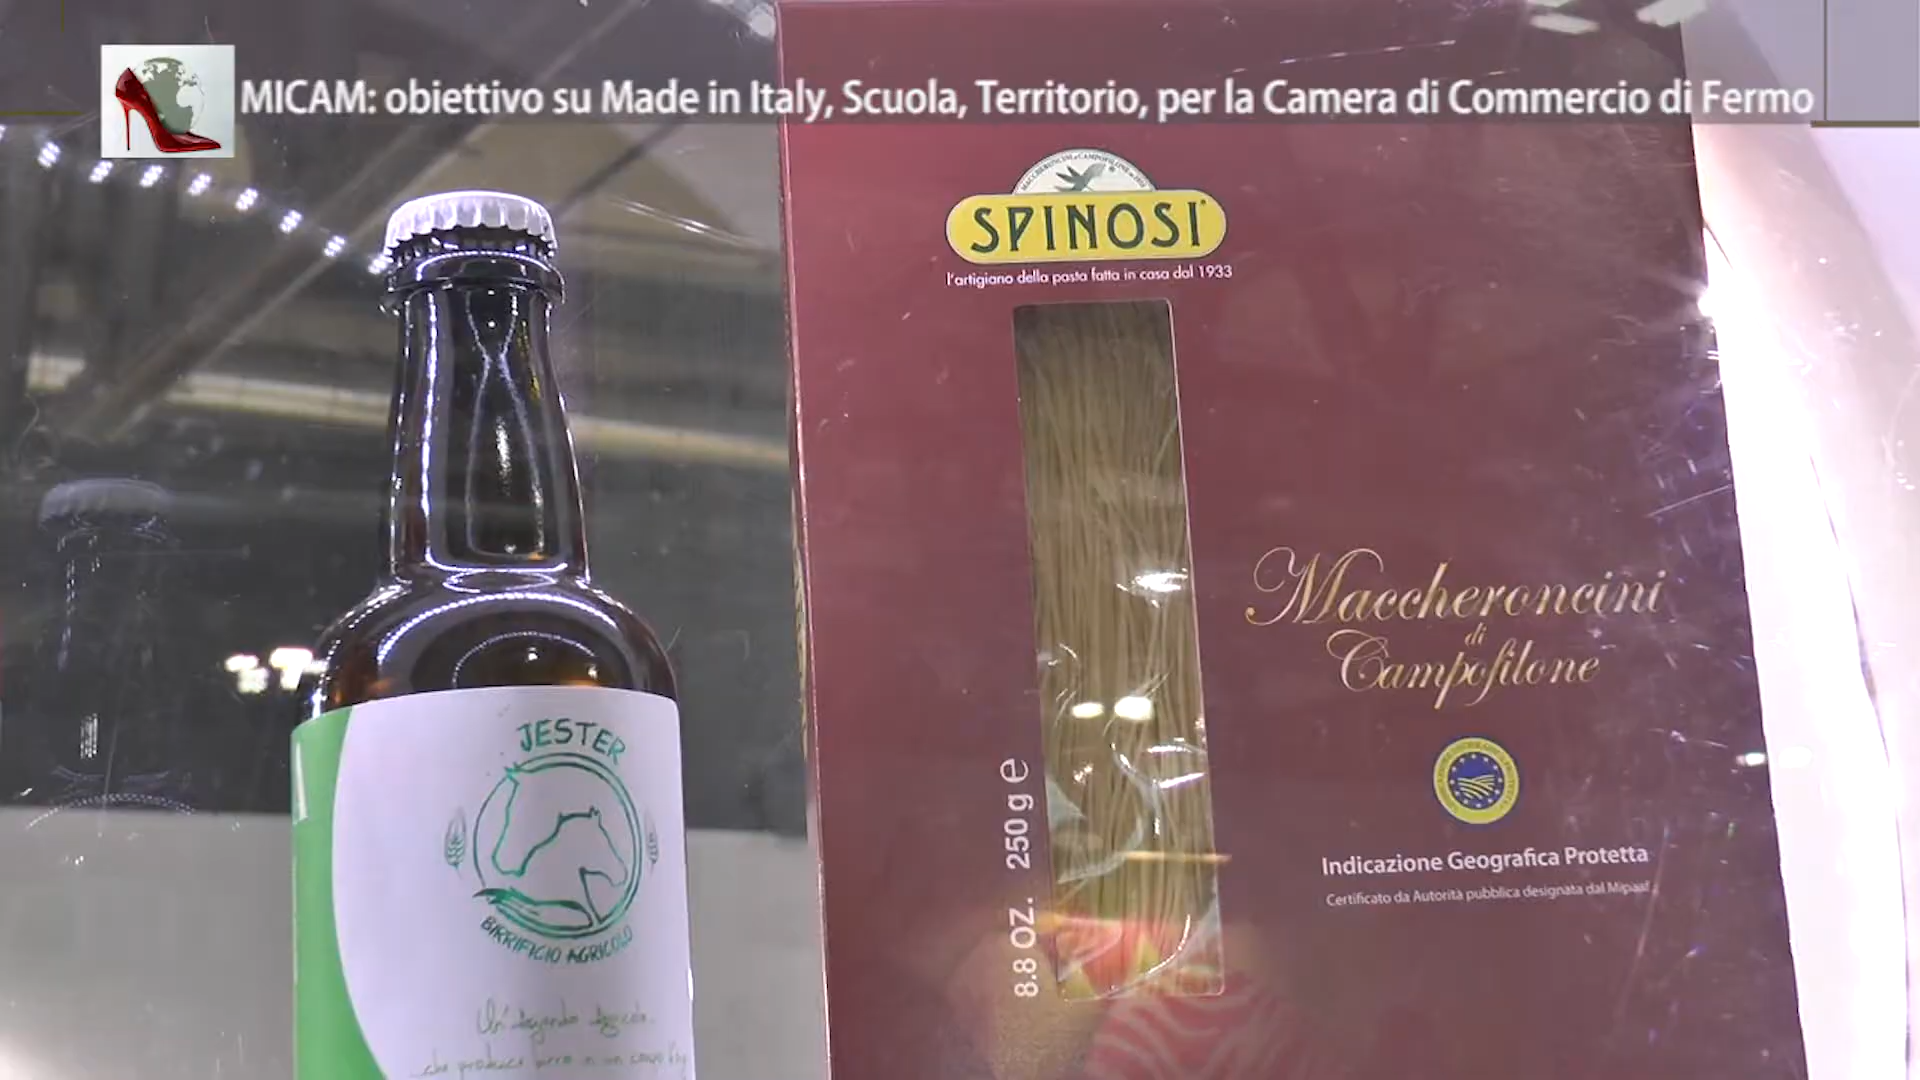 MICAM: obiettivo su Made in Italy, Scuola, Territorio, per la Camera di Commercio di Fermo
SPINOSI
l'artigiano della pasta fatta in casa dal 1933
Maccheroncini
di
Campofilone
JESTER
BIRRIFICIO AGRICOLO
8.8 OZ. 250 g e
Indicazione Geografica Protetta
Certificato da Autorità pubblica designata dal Mipaaf